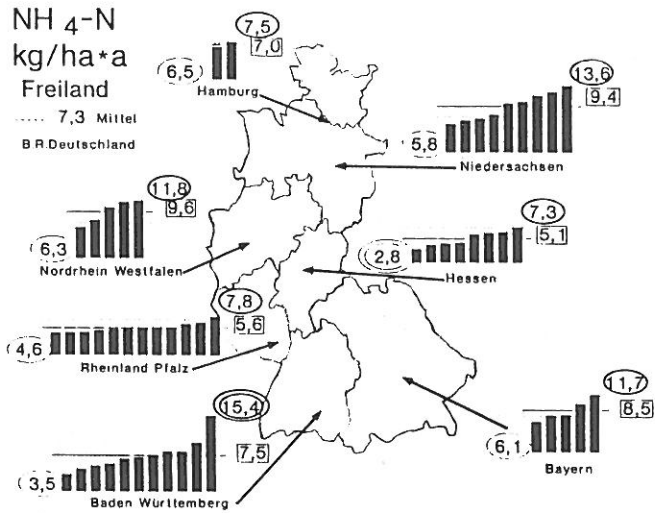 NH 4-N
kg/ha*a
Freiland
..... 7,3 Mittel
B R.Deutschland
7,5
7,0
6,5
Hamburg
13,6
9,4
5,8
Niedersachsen
11,8
9,6
6,3
Nordrhein Westfalen
7,3
5,1
2,8
Hessen
7,8
5,6
4,6
Rheinland Pfalz
15,4
7,5
3,5
Baden Württemberg
11,7
8,5
6,1
Bayern